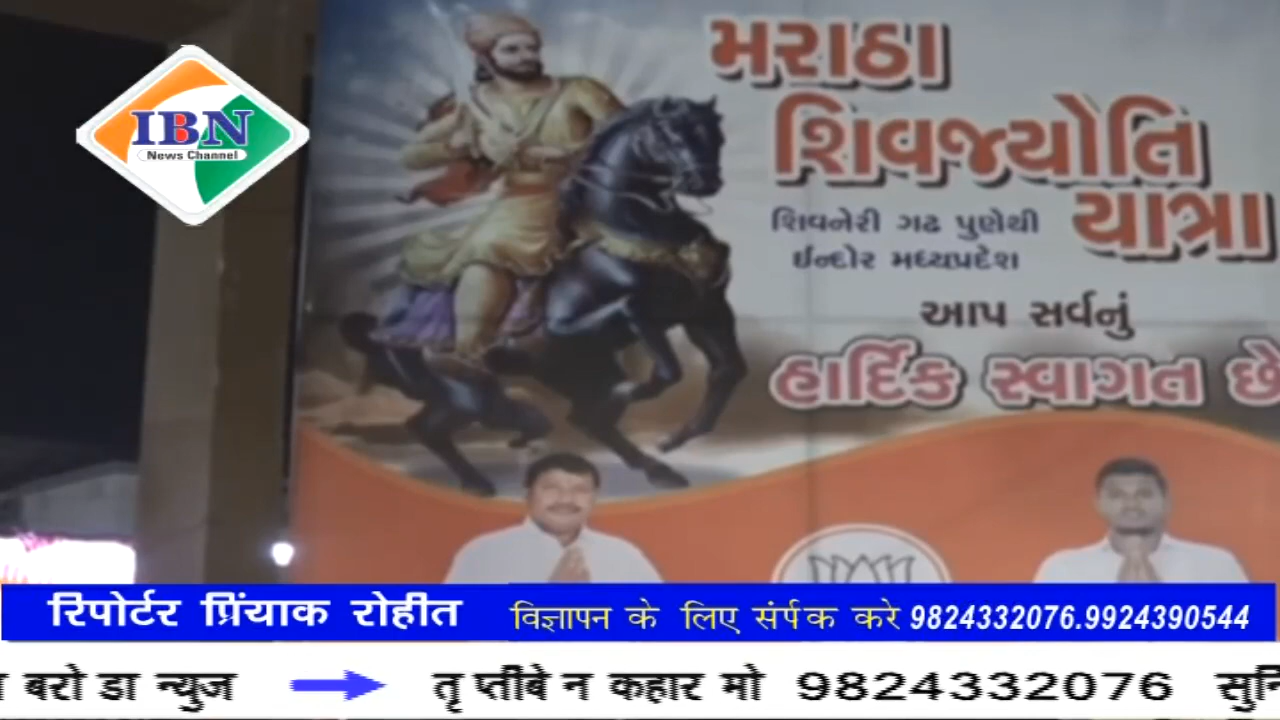 IBN
News Channel
મરાઠા
શિવજ્યોતિ
યાત્રા
શિવનેરી ગઢ પુણેથી
ઈન્દોર મધ્યપ્રદેશ
આપ સર્વનું
હાર્દિક સ્વાગત છે
रिपोर्टर प्रिंयाक रोहीत विज्ञापन के लिए संर्पक करे 9824332076.9924390544
बरो डा न्युज तृ प्तीबे न कहार मो 9824332076